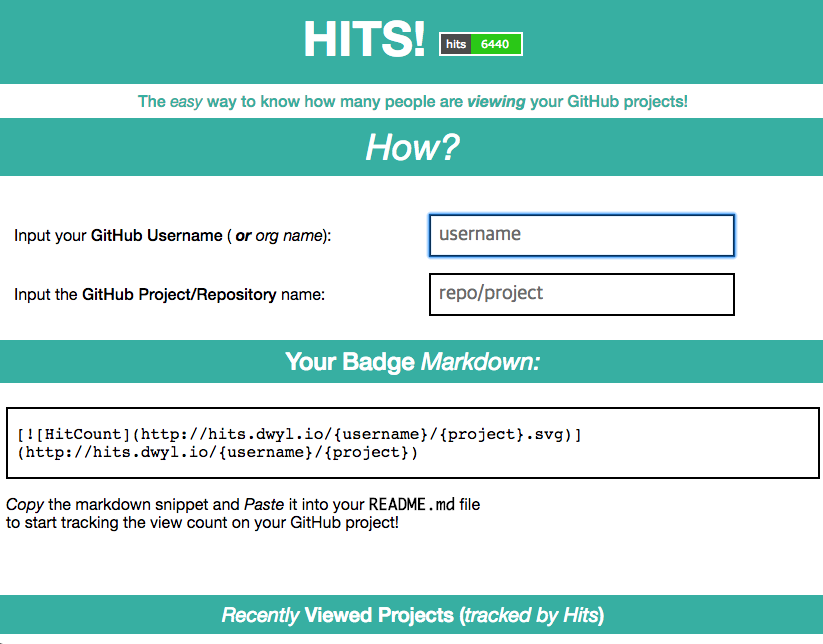 HITS! hits 6440
The easy way to know how many people are viewing your GitHub projects!
How?
Input your GitHub Username ( or org name): username
Input the GitHub Project/Repository name: repo/project
Your Badge Markdown:
[![HitCount](http://hits.dwyl.io/{username}/{project}.svg)]
(http://hits.dwyl.io/{username}/{project})
Copy the markdown snippet and Paste it into your README.md file
to start tracking the view count on your GitHub project!
Recently Viewed Projects (tracked by Hits)